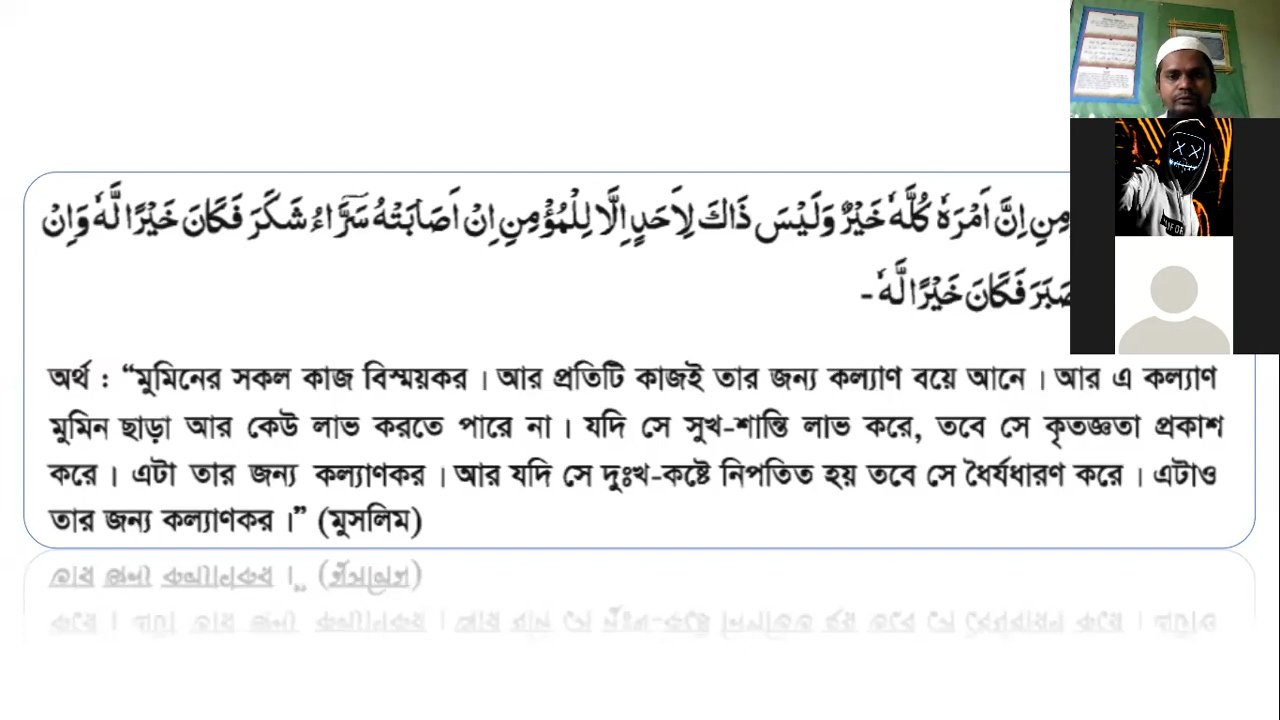 مِنِ اِنَّ اَمْرَهٗ كُلَّهٗ خَيْرٌ وَلَيْسَ ذَاكَ لِاَحَدٍ اِلَّا لِلْمُؤْمِنِ اِنْ اَصَابَتْهُ سَرَّاءُ شَكَرَ فَكَانَ خَيْرًا لَّهٗ وَاِنْ
صَبَرَ فَكَانَ خَيْرًا لَّهٗ -
অর্থ : “মুমিনের সকল কাজ বিস্ময়কর। আর প্রতিটি কাজই তার জন্য কল্যাণ বয়ে আনে। আর এ কল্যাণ
মুমিন ছাড়া আর কেউ লাভ করতে পারে না। যদি সে সুখ-শান্তি লাভ করে, তবে সে কৃতজ্ঞতা প্রকাশ
করে। এটা তার জন্য কল্যাণকর। আর যদি সে দুঃখ-কষ্টে নিপতিত হয় তবে সে ধৈর্যধারণ করে। এটাও
তার জন্য কল্যাণকর।” (মুসলিম)